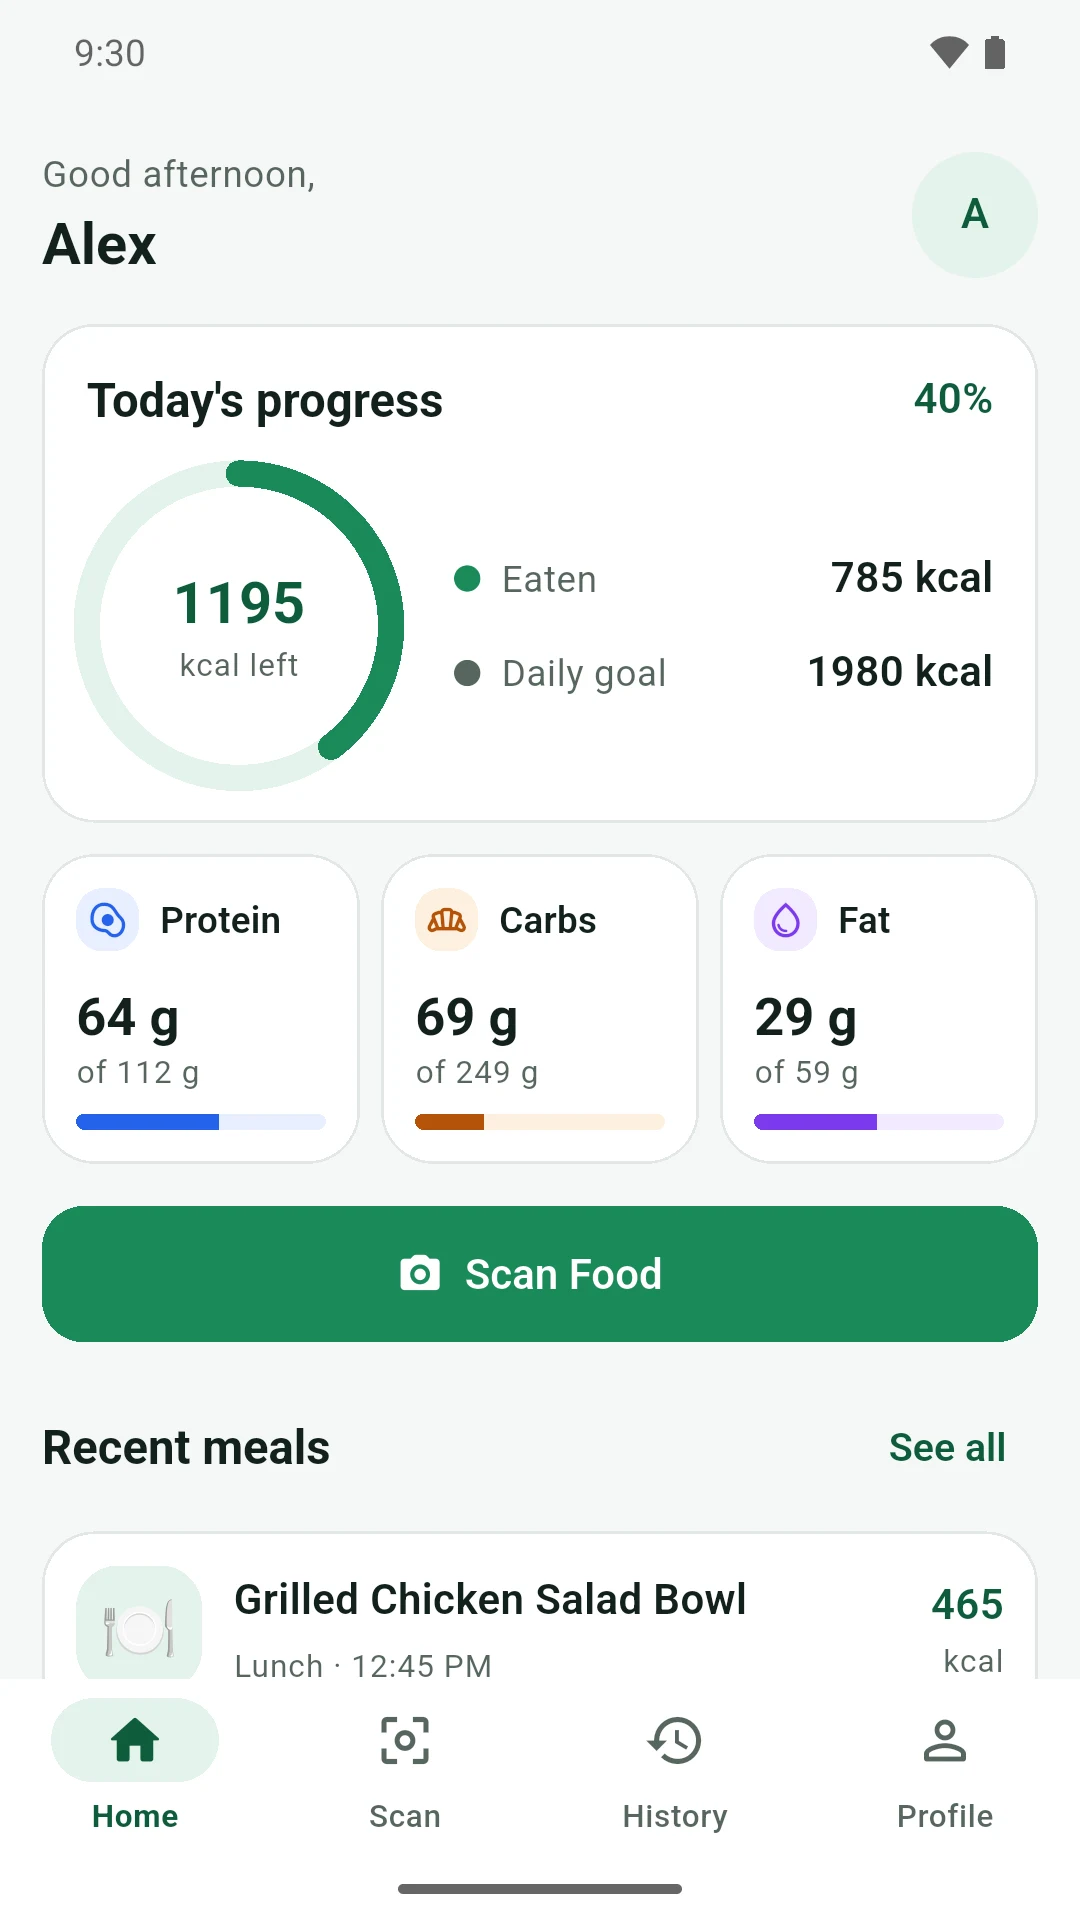 9:30
Good afternoon,
Alex
A
Today's progress
40%
1195
kcal left
Eaten
785 kcal
Daily goal
1980 kcal
Protein
64 g
of 112 g
Carbs
69 g
of 249 g
Fat
29 g
of 59 g
Scan Food
Recent meals
See all
Grilled Chicken Salad Bowl
Lunch · 12:45 PM
465
kcal
Home
Scan
History
Profile